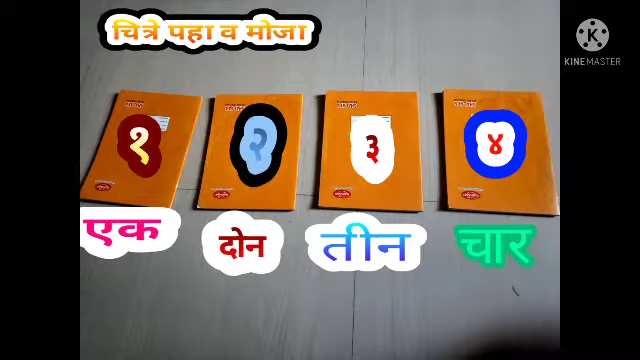 चित्रे पहा व मोजा
KINEMASTER
१ २ ३ ४
एक दोन तीन चार